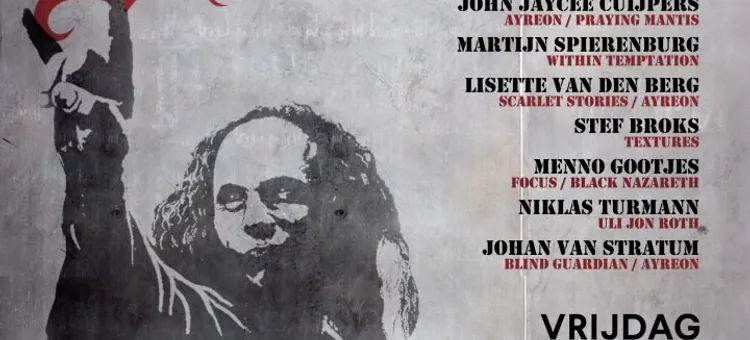 JOHN JAYCEE CUIJPERS
AYREON / PRAYING MANTIS
MARTIJN SPIERENBURG
WITHIN TEMPTATION
LISETTE VAN DEN BERG
SCARLET STORIES / AYREON
STEF BROKS
TEXTURES
MENNO GOOTJES
FOCUS / BLACK NAZARETH
NIKLAS TURMANN
ULI JON ROTH
JOHAN VAN STRATUM
BLIND GUARDIAN / AYREON
VRIJDAG